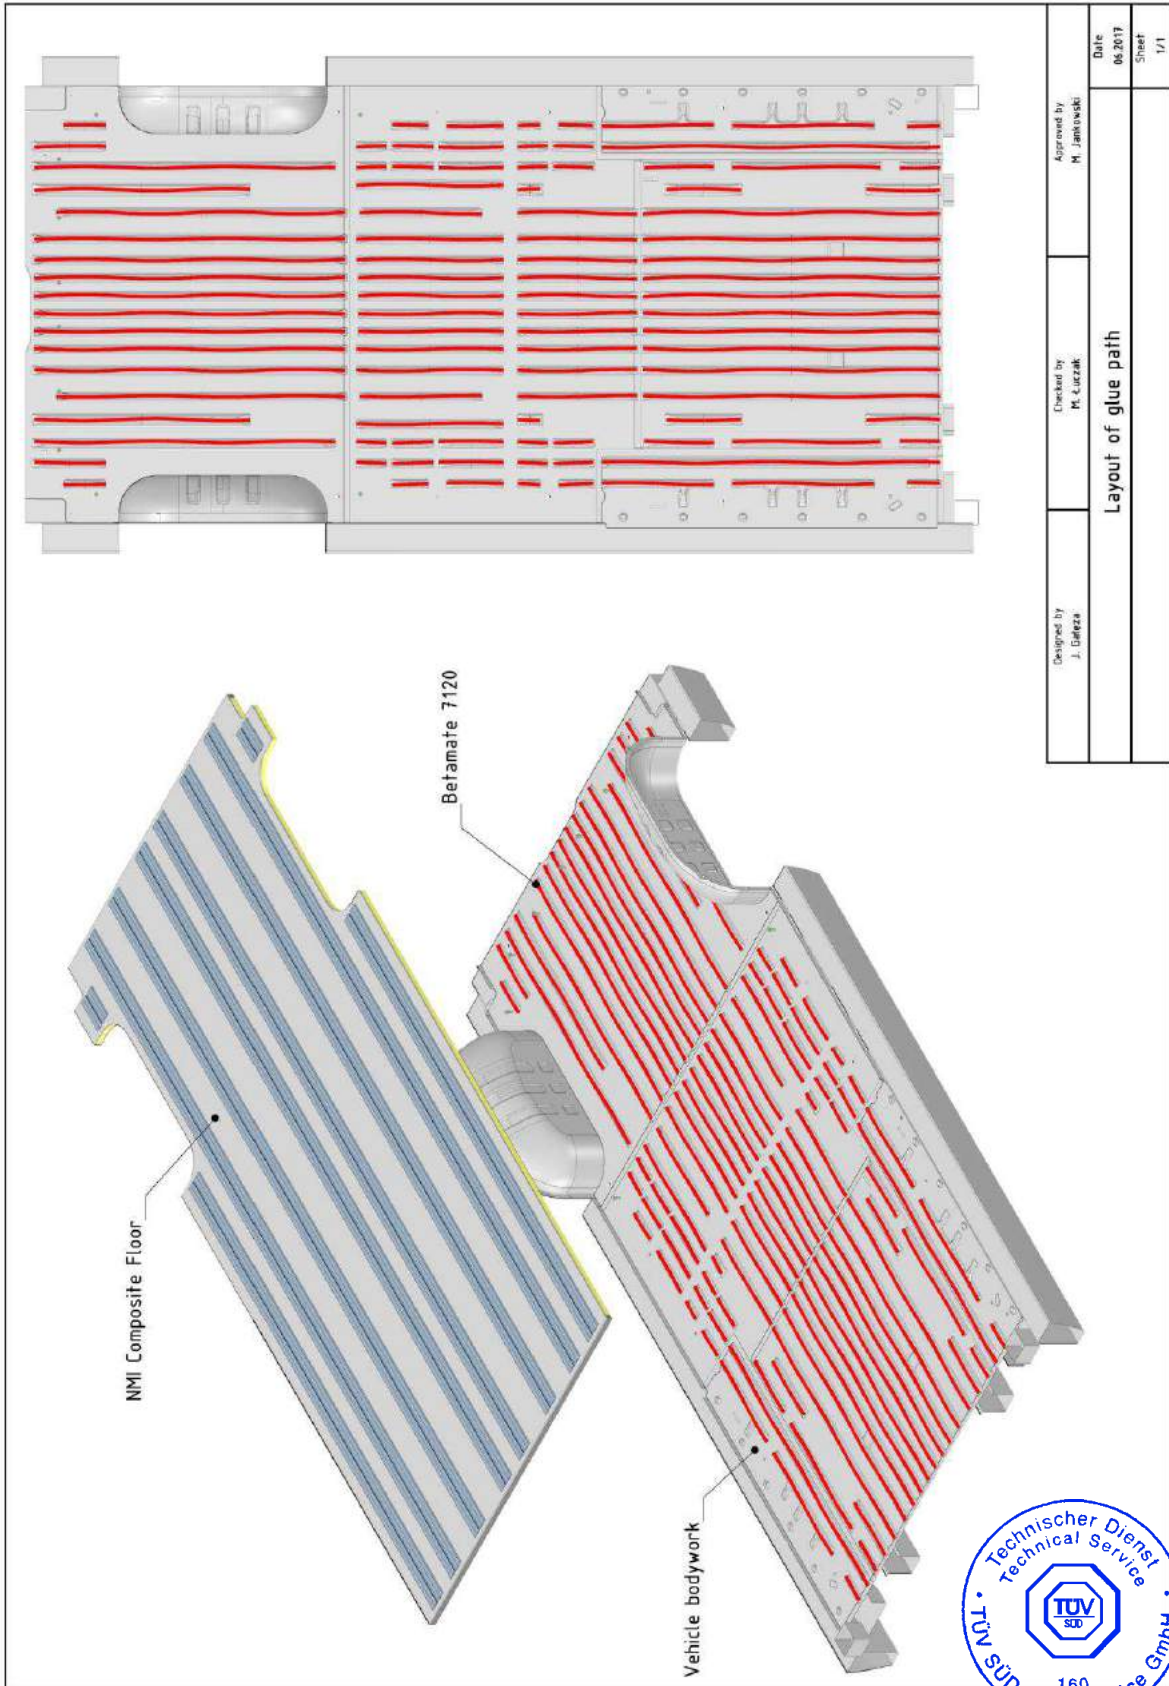 NMI Composite Floor
Betamate 7120
Vehicle bodywork
Designed by
J. Gałęza
Checked by
M. Łuczak
Approved by
M. Jankowski
Layout of glue path
Date
06.2017
Sheet
1/1
Technischer Dienst
Technical Service
TÜV
SÜD
TÜV SÜD
GmbH
160